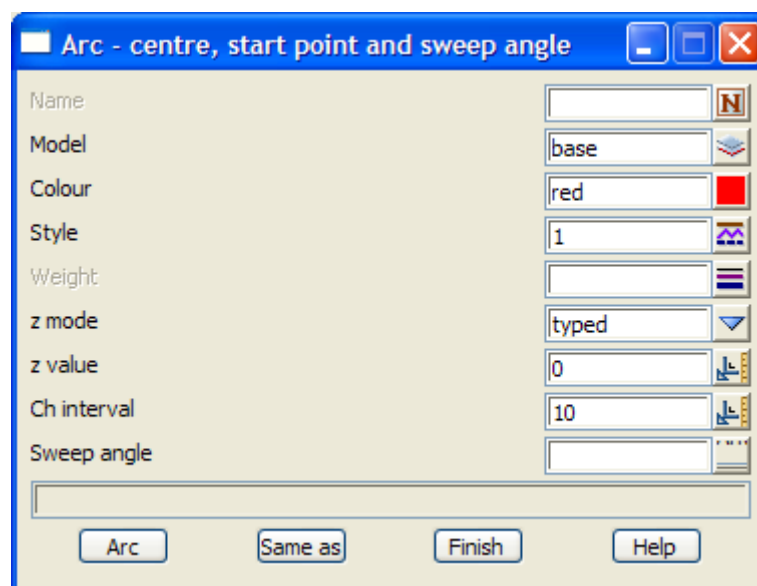 Arc - centre, start point and sweep angle
Name N
Model base
Colour red
Style 1
Weight
z mode typed
z value 0
Ch interval 10
Sweep angle
Arc Same as Finish Help